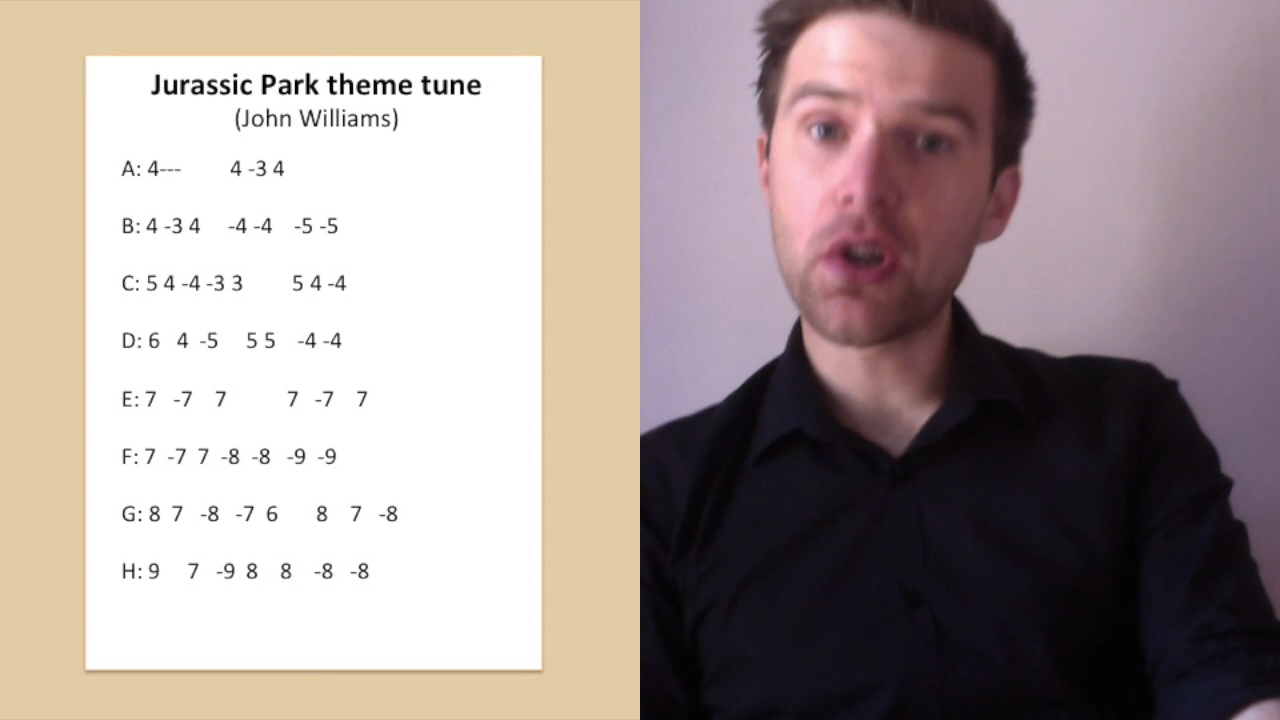 Jurassic Park theme tune
(John Williams)
A: 4--- 4 -3 4
B: 4 -3 4 -4 -4 -5 -5
C: 5 4 -4 -3 3 5 4 -4
D: 6 4 -5 5 5 -4 -4
E: 7 -7 7 7 -7 7
F: 7 -7 7 -8 -8 -9 -9
G: 8 7 -8 -7 6 8 7 -8
H: 9 7 -9 8 8 -8 -8